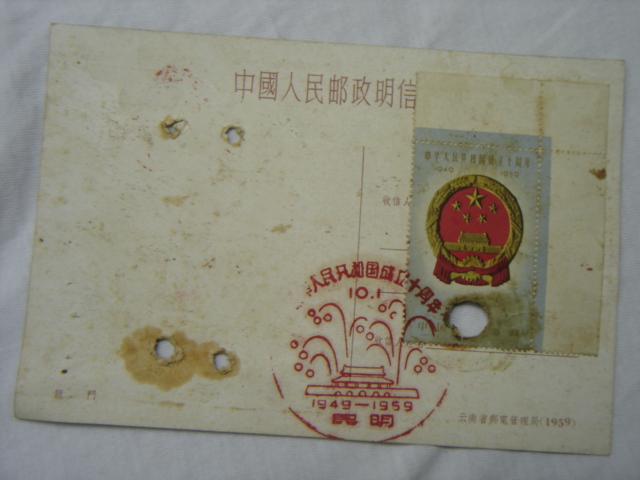 中國人民邮政明信
中华人民共和国成立十周年
1949 1959
收信人
人民共和国成立十周年
10.1
1949—1959
昆明
龍門
云南省郵電管理局(1959)